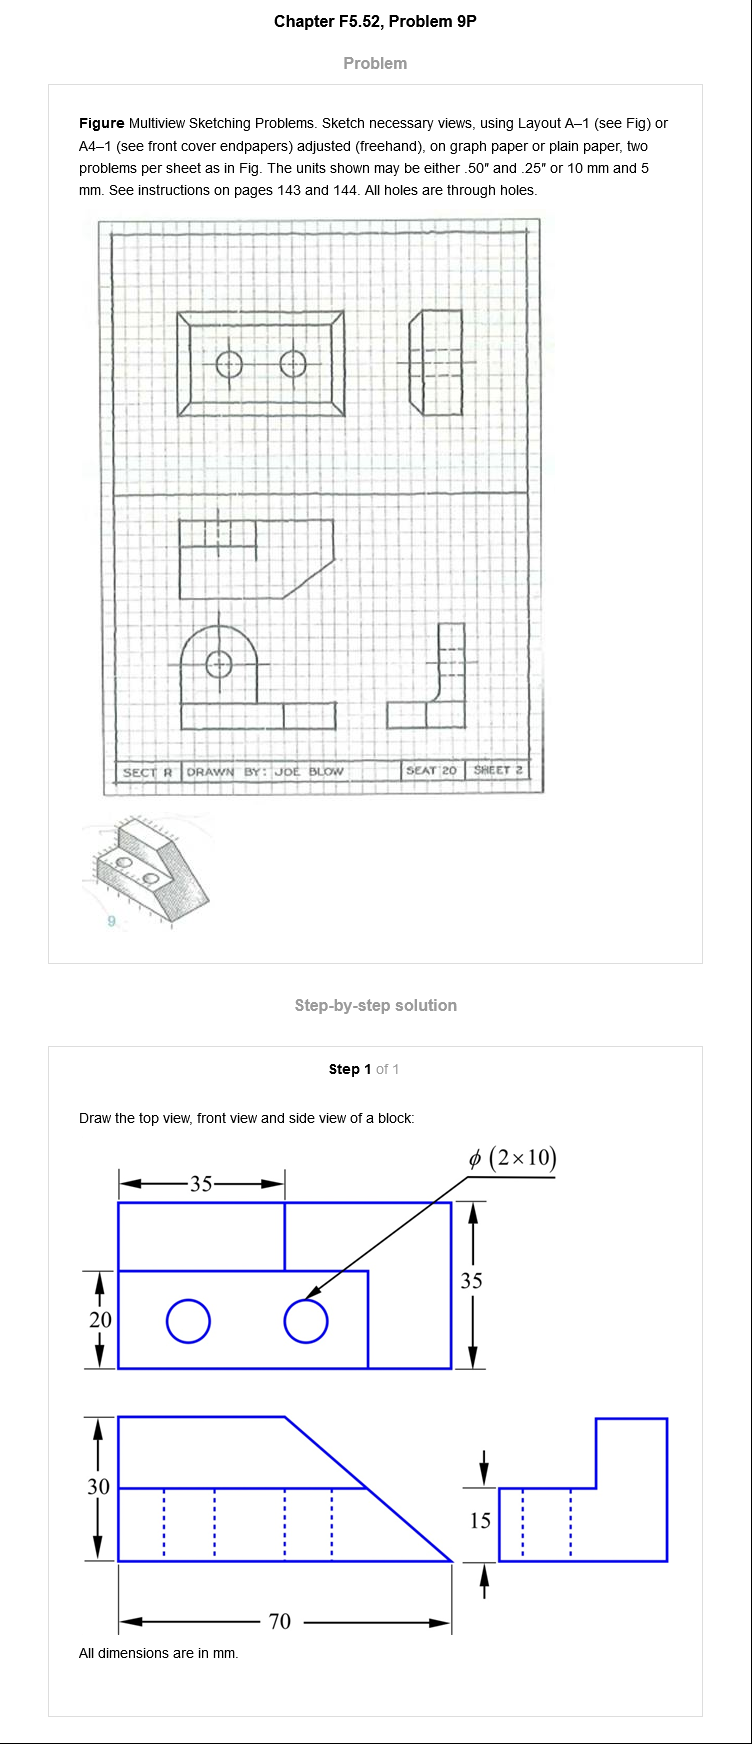 Chapter F5.52, Problem 9P
Problem
Figure Multiview Sketching Problems. Sketch necessary views, using Layout A–1 (see Fig) or
A4–1 (see front cover endpapers) adjusted (freehand), on graph paper or plain paper, two
problems per sheet as in Fig. The units shown may be either .50″ and .25″ or 10 mm and 5
mm. See instructions on pages 143 and 144. All holes are through holes.
SECT R DRAWN BY: JOE BLOW SEAT 20 SHEET 2
9
Step-by-step solution
Step 1 of 1
Draw the top view, front view and side view of a block:
ϕ (2×10)
35
35
20
30
15
70
All dimensions are in mm.